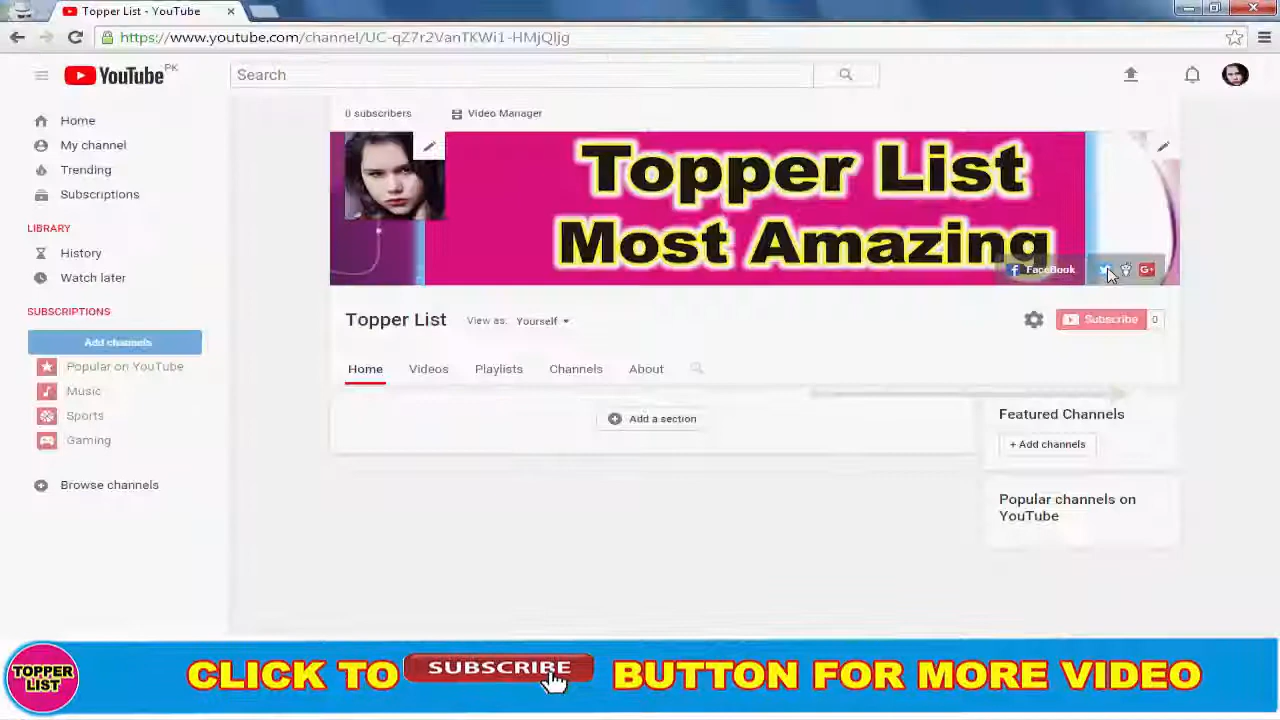 Topper List - YouTube
https://www.youtube.com/channel/UC-qZ7r2VanTKWi1-HMjQljg
YouTube PK
Search
Home
My channel
Trending
Subscriptions
LIBRARY
History
Watch later
SUBSCRIPTIONS
Add channels
Popular on YouTube
Music
Sports
Gaming
Browse channels
0 subscribers
Video Manager
Topper List
Most Amazing
FaceBook
G+
Topper List
View as: Yourself
Subscribe 0
Home Videos Playlists Channels About
Add a section
Featured Channels
+ Add channels
Popular channels on
YouTube
TOPPER
LIST
CLICK TO SUBSCRIBE BUTTON FOR MORE VIDEO